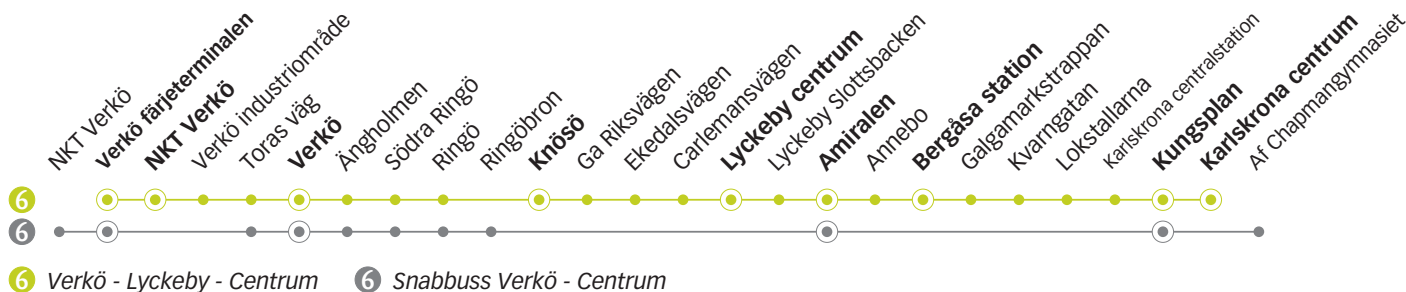 NKT Verkö
Verkö färjeterminalen
NKT Verkö
Verkö industriområde
Toras väg
Verkö
Ängholmen
Södra Ringö
Ringö
Ringöbron
Knösö
Ga Riksvägen
Ekedalsvägen
Carlemansvägen
Lyckeby centrum
Lyckeby Slottsbacken
Amiralen
Annebo
Bergåsa station
Galgamarkstrappan
Kvarngatan
Lokstallarna
Karlskrona centralstation
Kungsplan
Karlskrona centrum
Af Chapmangymnasiet
6
6
6 Verkö - Lyckeby - Centrum 6 Snabbuss Verkö - Centrum